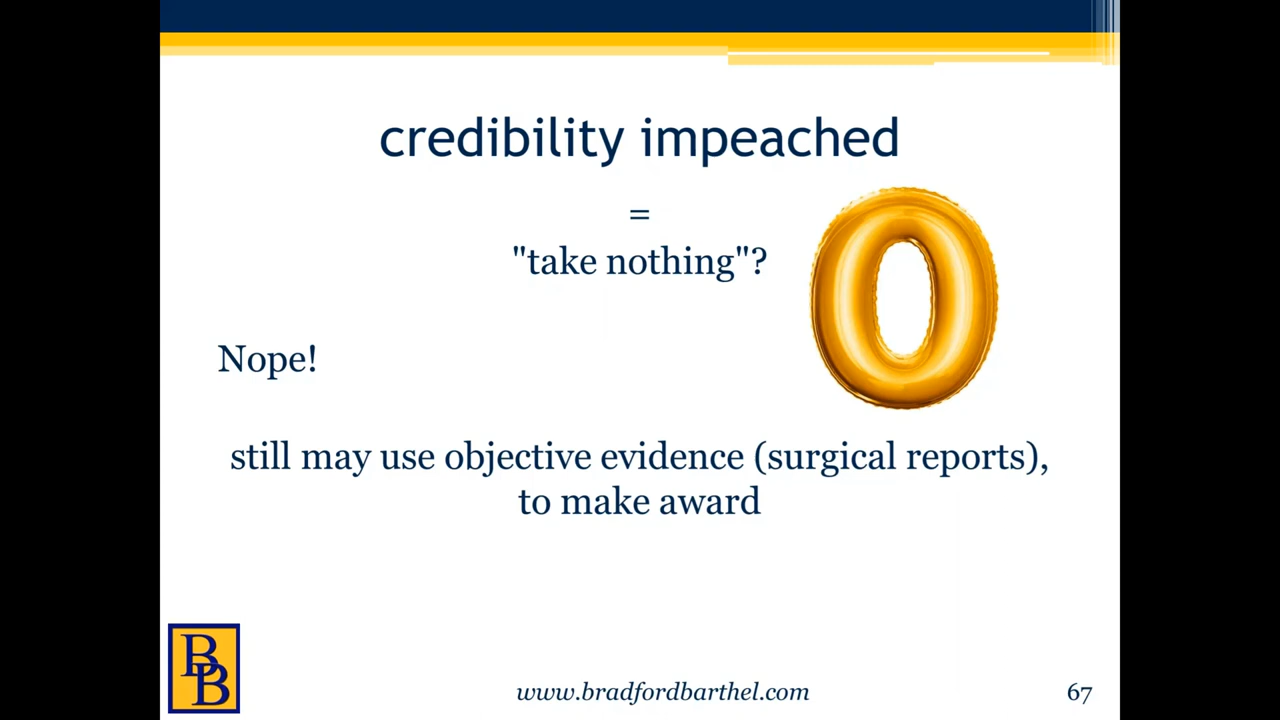 credibility impeached
=
"take nothing"?
0
Nope!
still may use objective evidence (surgical reports),
to make award
BB
www.bradfordbarthel.com
67